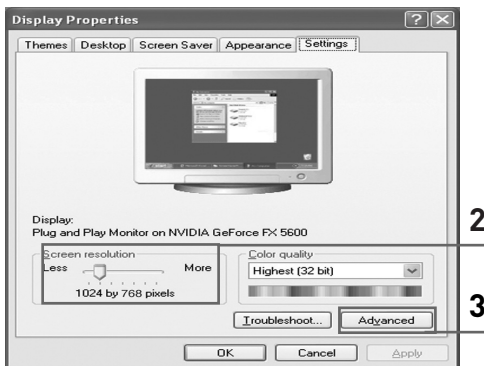 Display Properties
Themes Desktop Screen Saver Appearance Settings
Display:
Plug and Play Monitor on NVIDIA GeForce FX 5600
Screen resolution
Less More
1024 by 768 pixels
Color quality
Highest (32 bit)
2
Troubleshoot... Advanced
3
OK Cancel Apply